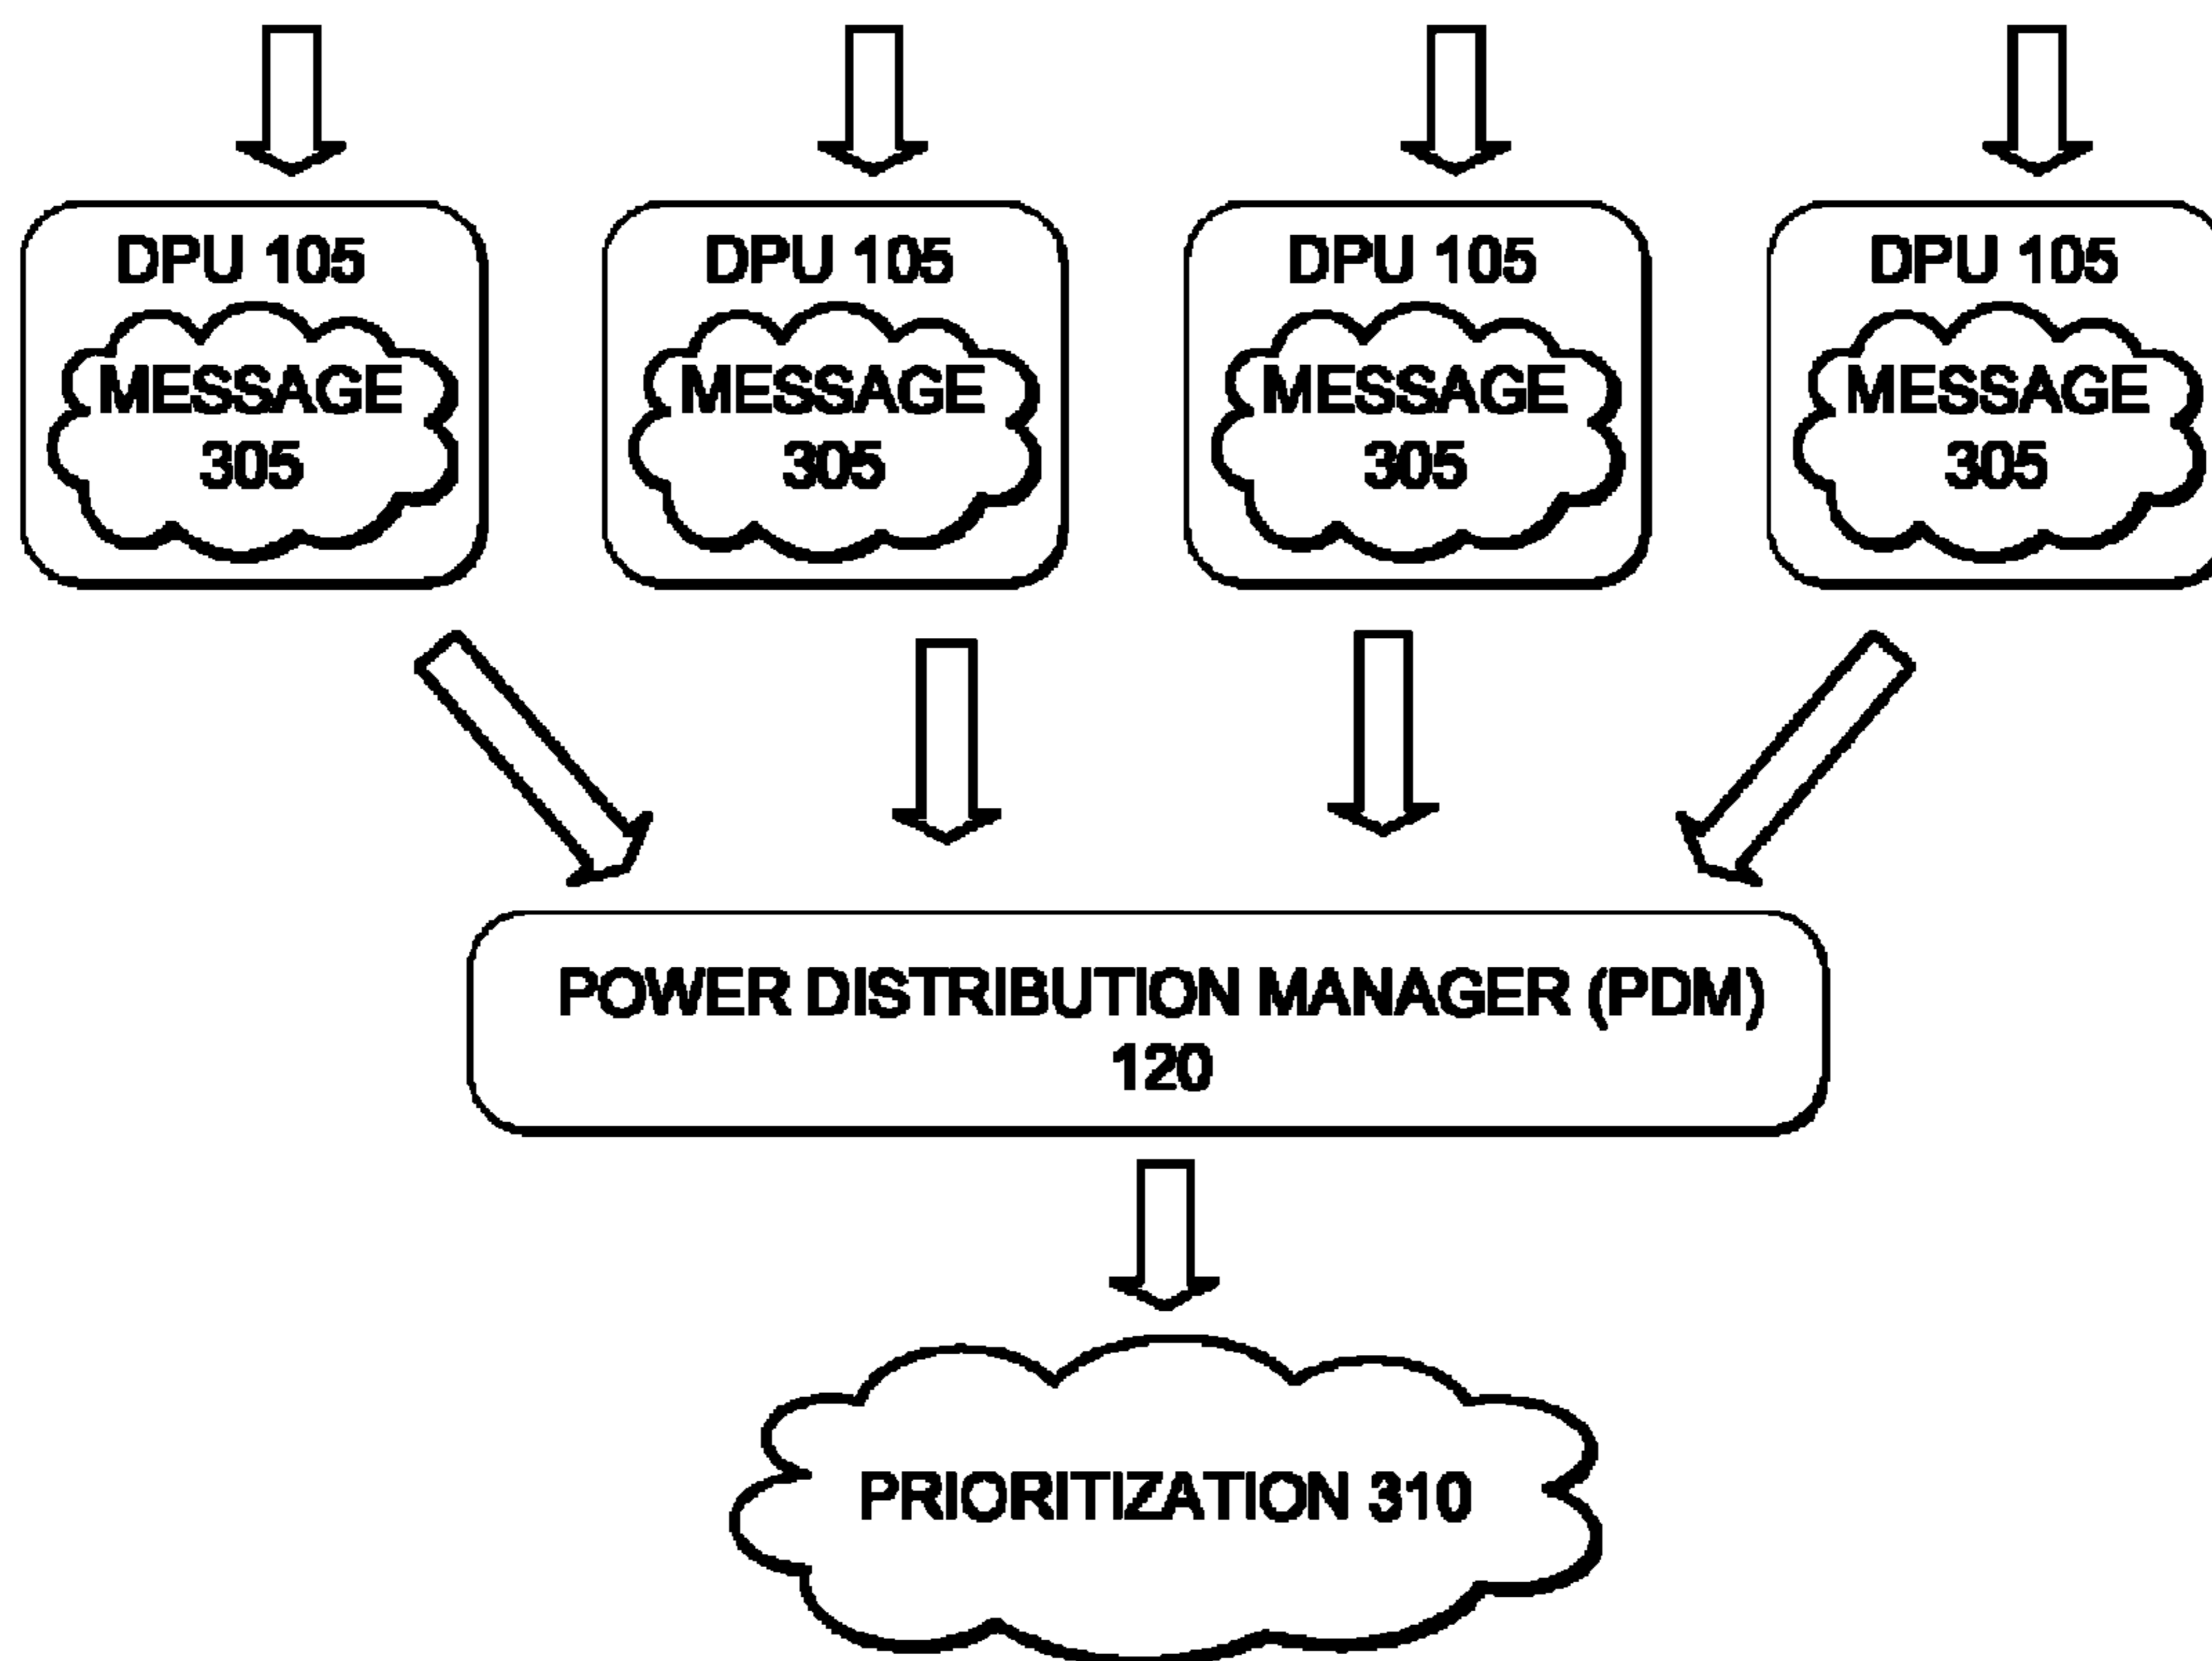 DPU 105
MESSAGE
305
DPU 105
MESSAGE
305
DPU 105
MESSAGE
305
DPU 105
MESSAGE
305
POWER DISTRIBUTION MANAGER (PDM)
120
PRIORITIZATION 310